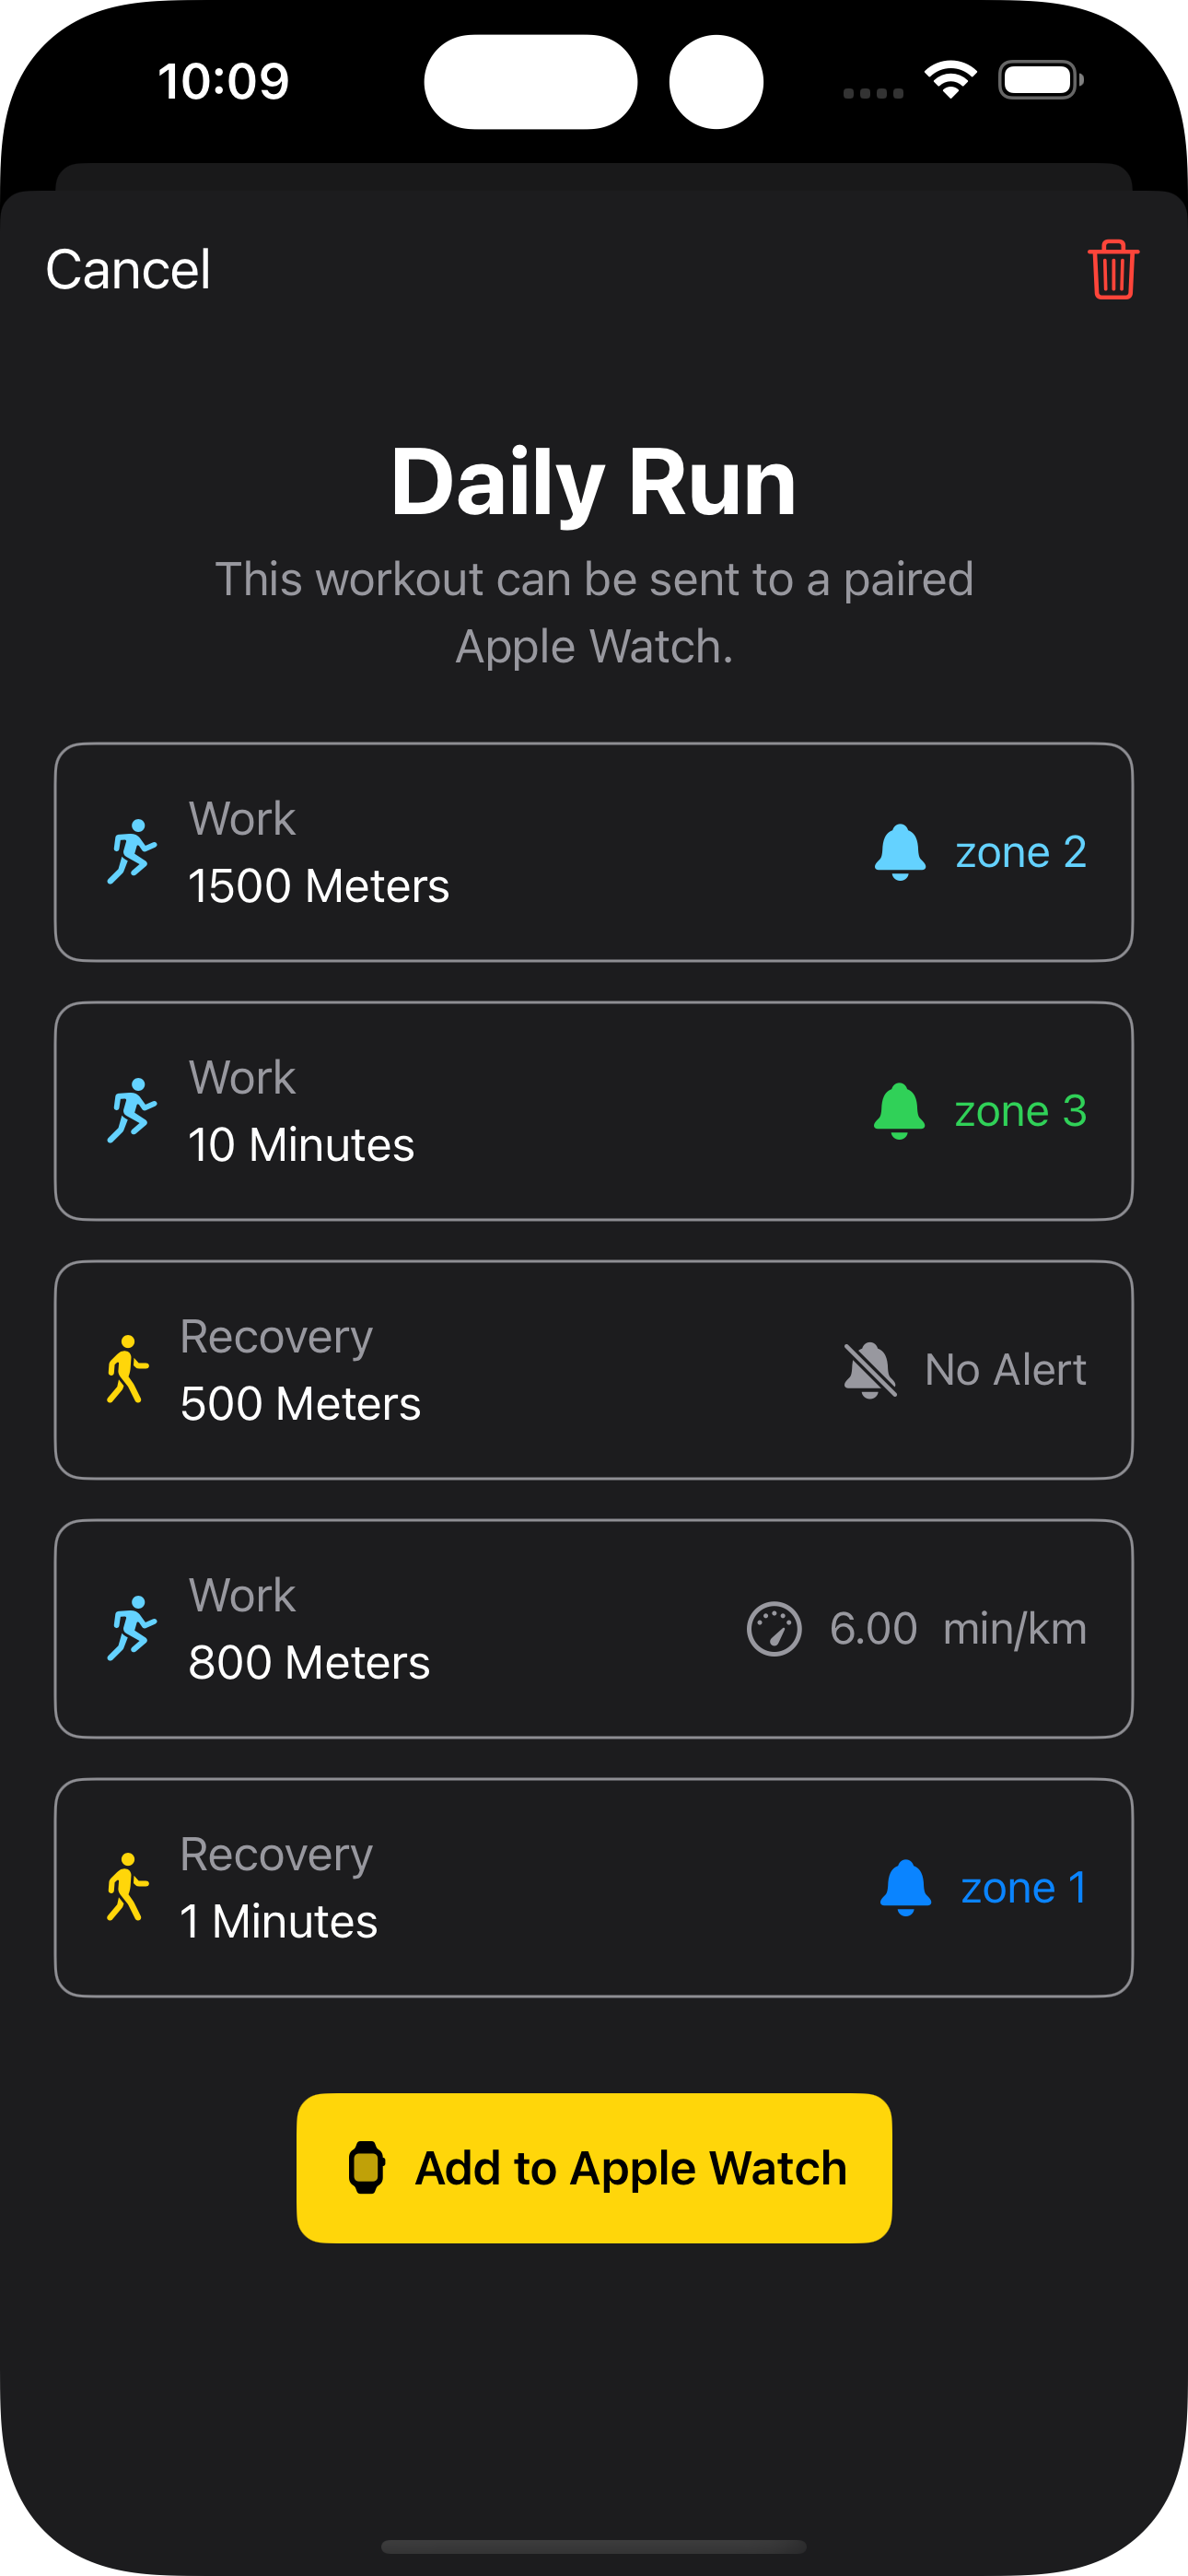 10:09
Cancel
Daily Run
This workout can be sent to a paired
Apple Watch.
Work
1500 Meters
zone 2
Work
10 Minutes
zone 3
Recovery
500 Meters
No Alert
Work
800 Meters
6.00 min/km
Recovery
1 Minutes
zone 1
Add to Apple Watch